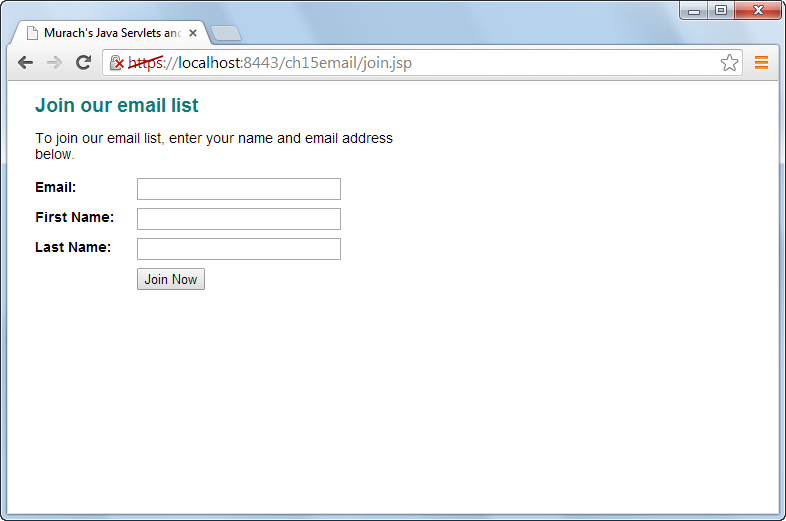 Murach's Java Servlets and
https://localhost:8443/ch15email/join.jsp
Join our email list
To join our email list, enter your name and email address
below.
Email:
First Name:
Last Name:
Join Now